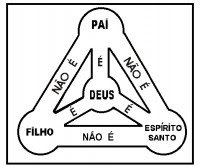 PAI
NÃO É
É
NÃO É
DEUS
É
É
FILHO
NÃO É
ESPÍRITO
SANTO